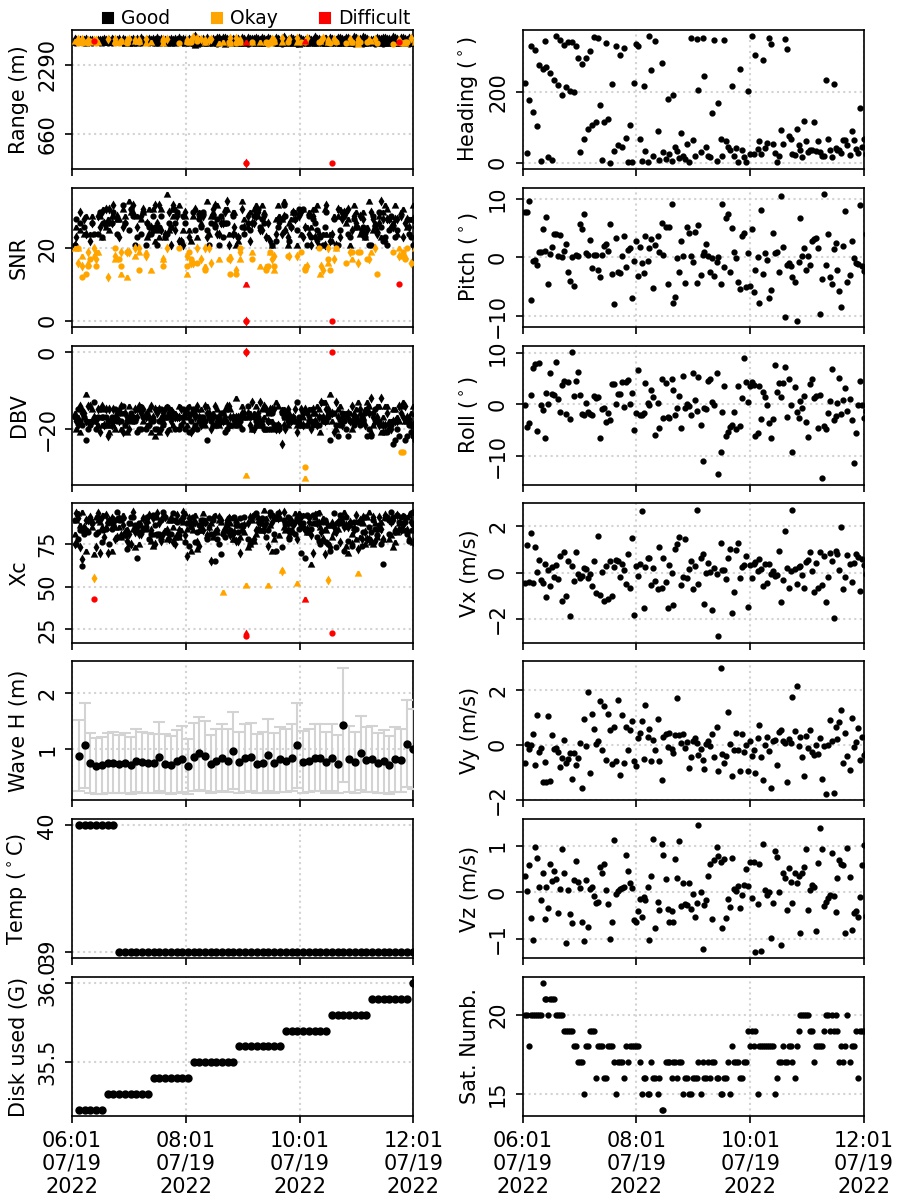 Good Okay Difficult
Range (m)
2290
660
Heading (°)
200
0
SNR
20
0
Pitch (°)
10
0
−10
DBV
0
−20
Roll (°)
10
0
−10
Xc
75
50
25
Vx (m/s)
2
0
−2
Wave H (m)
2
1
Vy (m/s)
2
0
−2
Temp (°C)
40
39
Vz (m/s)
1
0
−1
Disk used (G)
36.0
35.5
Sat. Numb.
20
15
06:01 08:01 10:01 12:01
07/19 07/19 07/19 07/19
2022 2022 2022 2022
06:01 08:01 10:01 12:01
07/19 07/19 07/19 07/19
2022 2022 2022 2022